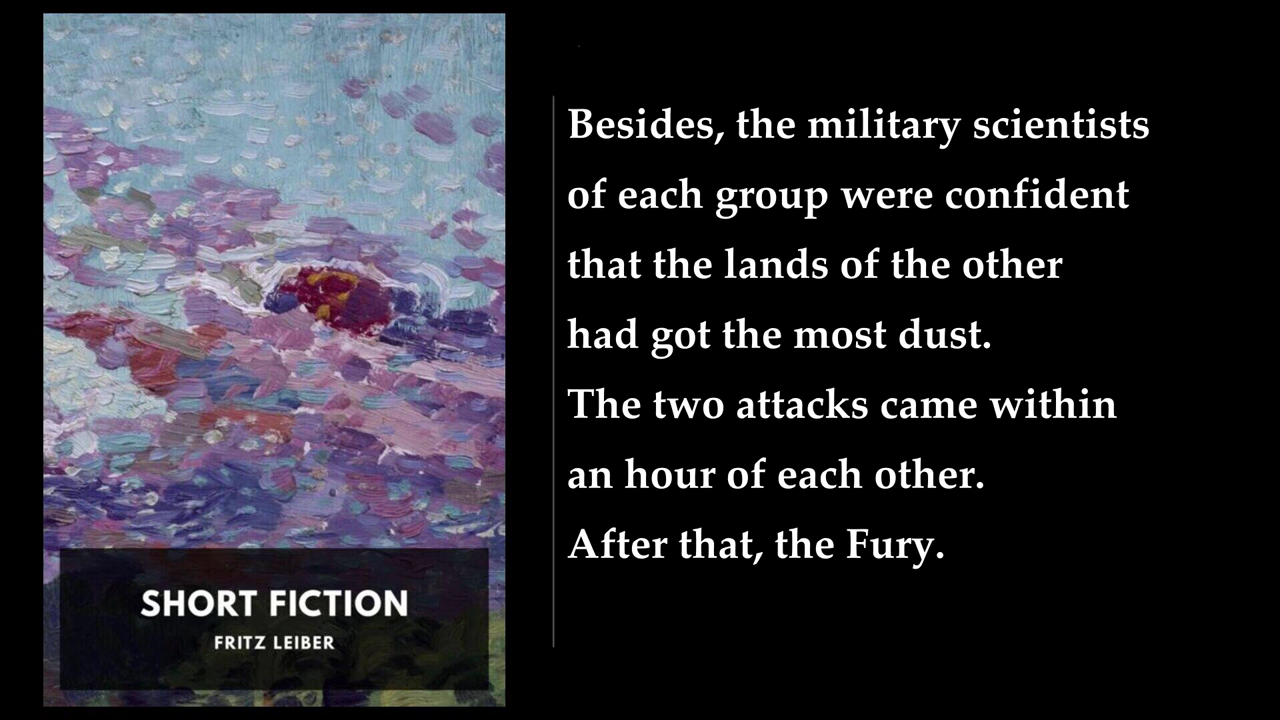 Besides, the military scientists
of each group were confident
that the lands of the other
had got the most dust.
The two attacks came within
an hour of each other.
After that, the Fury.
SHORT FICTION
FRITZ LEIBER